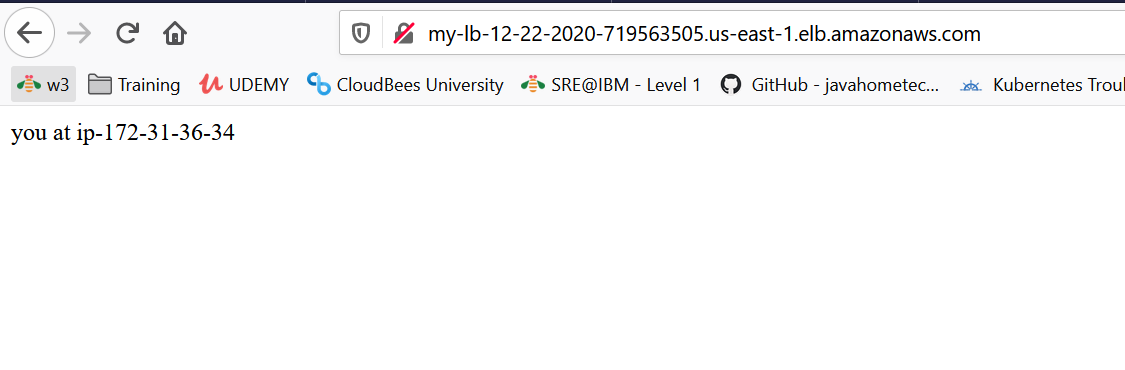 my-lb-12-22-2020-719563505.us-east-1.elb.amazonaws.com
w3 Training UDEMY CloudBees University SRE@IBM - Level 1 GitHub - javahometec... Kubernetes Troul
you at ip-172-31-36-34